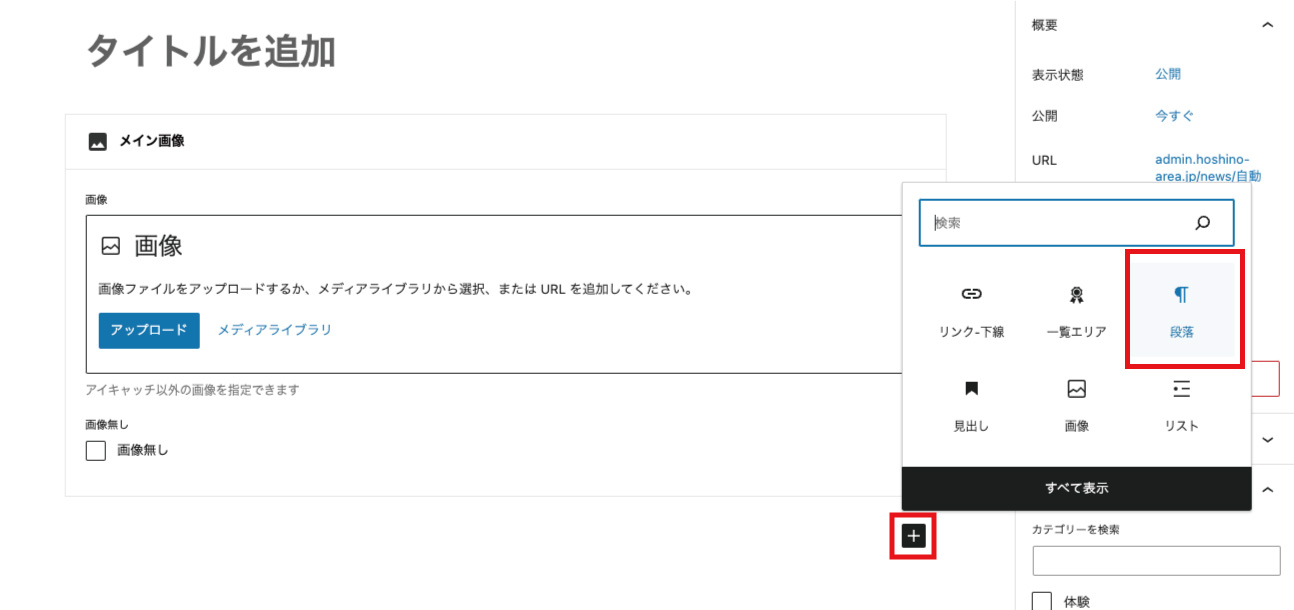 タイトルを追加
メイン画像
画像
画像
画像ファイルをアップロードするか、メディアライブラリから選択、または URL を追加してください。
アップロード
メディアライブラリ
アイキャッチ以外の画像を指定できます
画像無し
画像無し
概要
表示状態
公開
公開
今すぐ
URL
admin.hoshino-
area.jp/news/自動
検索
リンク-下線
一覧エリア
段落
見出し
画像
リスト
すべて表示
カテゴリーを検索
体験